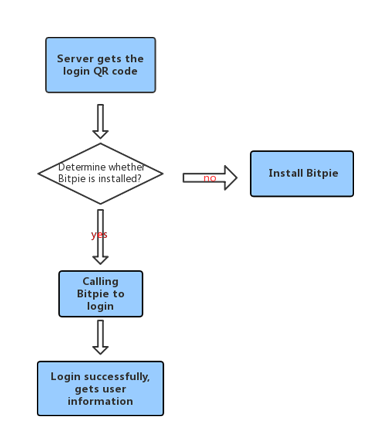 Server gets the
login QR code
Determine whether
Bitpie is installed?
no
Install Bitpie
yes
Calling
Bitpie to
login
Login successfully,
gets user
information